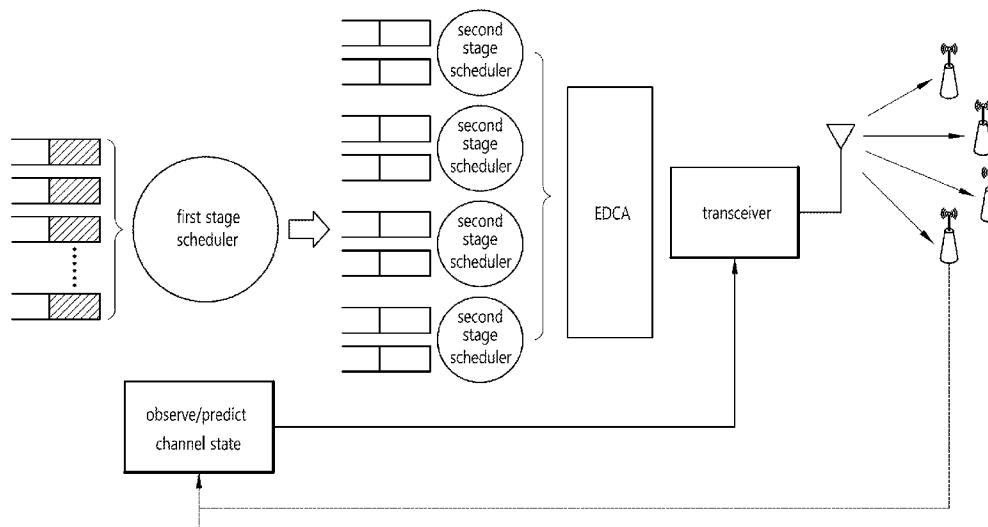 first stage
scheduler
second
stage
scheduler
second
stage
scheduler
second
stage
scheduler
second
stage
scheduler
EDCA
transceiver
observe/predict
channel state